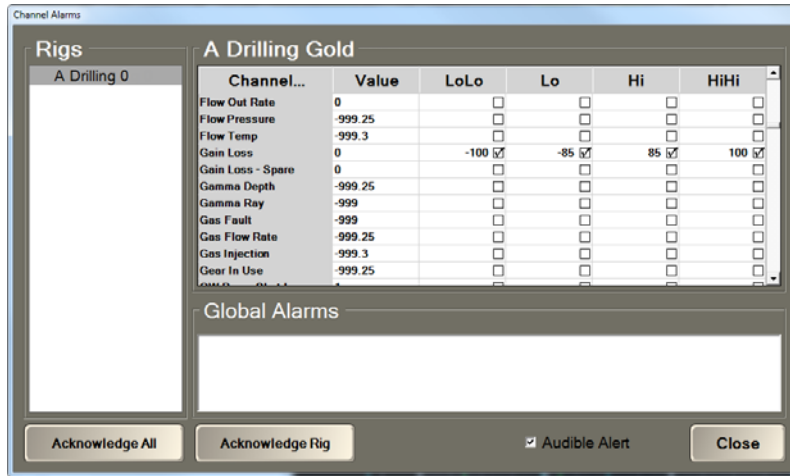 Channel Alarms
Rigs
A Drilling Gold
A Drilling 0
Channel... Value LoLo Lo Hi HiHi
Flow Out Rate 0
Flow Pressure -999.25
Flow Temp -999.3
Gain Loss 0 -100 -85 85 100
Gain Loss - Spare 0
Gamma Depth -999.25
Gamma Ray -999
Gas Fault -999
Gas Flow Rate -999.25
Gas Injection -999.3
Gear In Use -999.25
Global Alarms
Acknowledge All
Acknowledge Rig
Audible Alert
Close